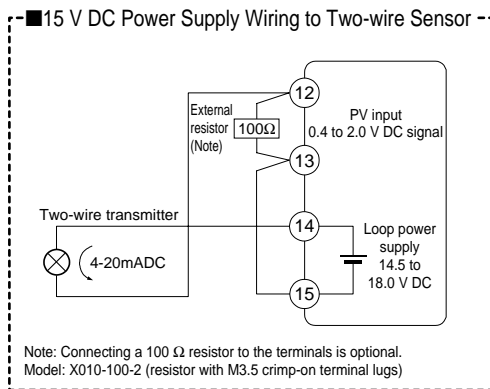 ■15 V DC Power Supply Wiring to Two-wire Sensor
12
External
resistor
(Note)
100Ω
PV input
0.4 to 2.0 V DC signal
13
Two-wire transmitter
14
Loop power
supply
14.5 to
18.0 V DC
4-20mADC
15
Note: Connecting a 100 Ω resistor to the terminals is optional.
Model: X010-100-2 (resistor with M3.5 crimp-on terminal lugs)